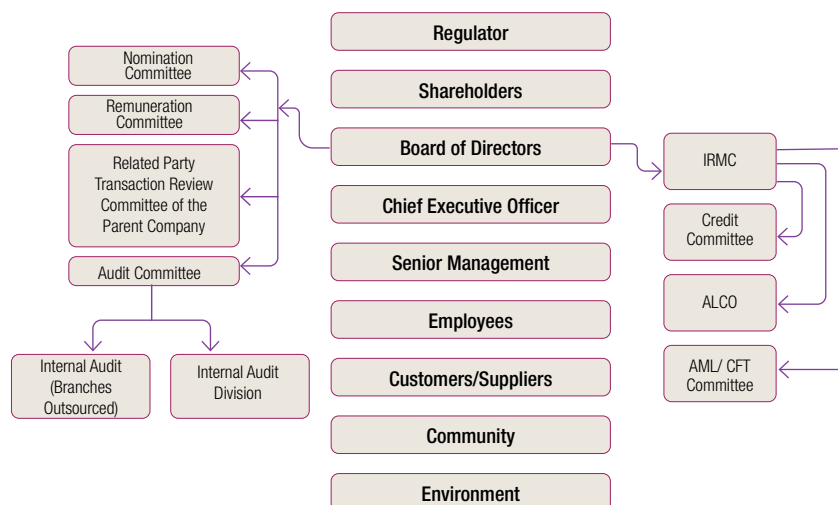 Regulator
Shareholders
Board of Directors
Chief Executive Officer
Senior Management
Employees
Customers/Suppliers
Community
Environment
Nomination
Committee
Remuneration
Committee
Related Party
Transaction Review
Committee of the
Parent Company
Audit Committee
Internal Audit
(Branches
Outsourced)
Internal Audit
Division
IRMC
Credit
Committee
ALCO
AML/ CFT
Committee